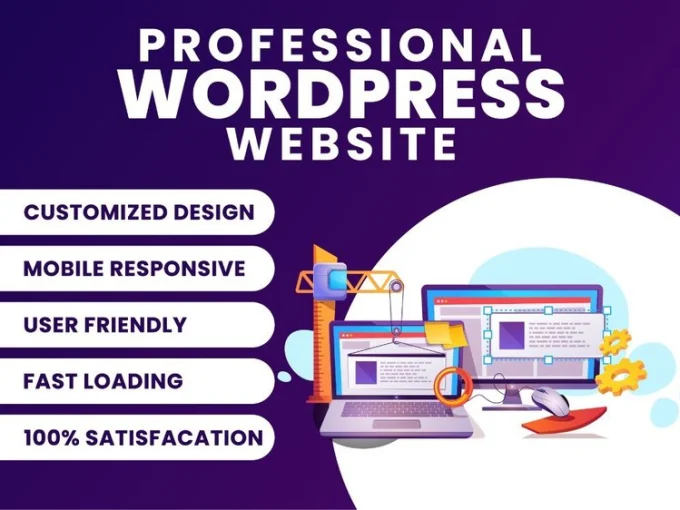 PROFESSIONAL
WORDPRESS
WEBSITE
CUSTOMIZED DESIGN
MOBILE RESPONSIVE
USER FRIENDLY
FAST LOADING
100% SATISFACATION